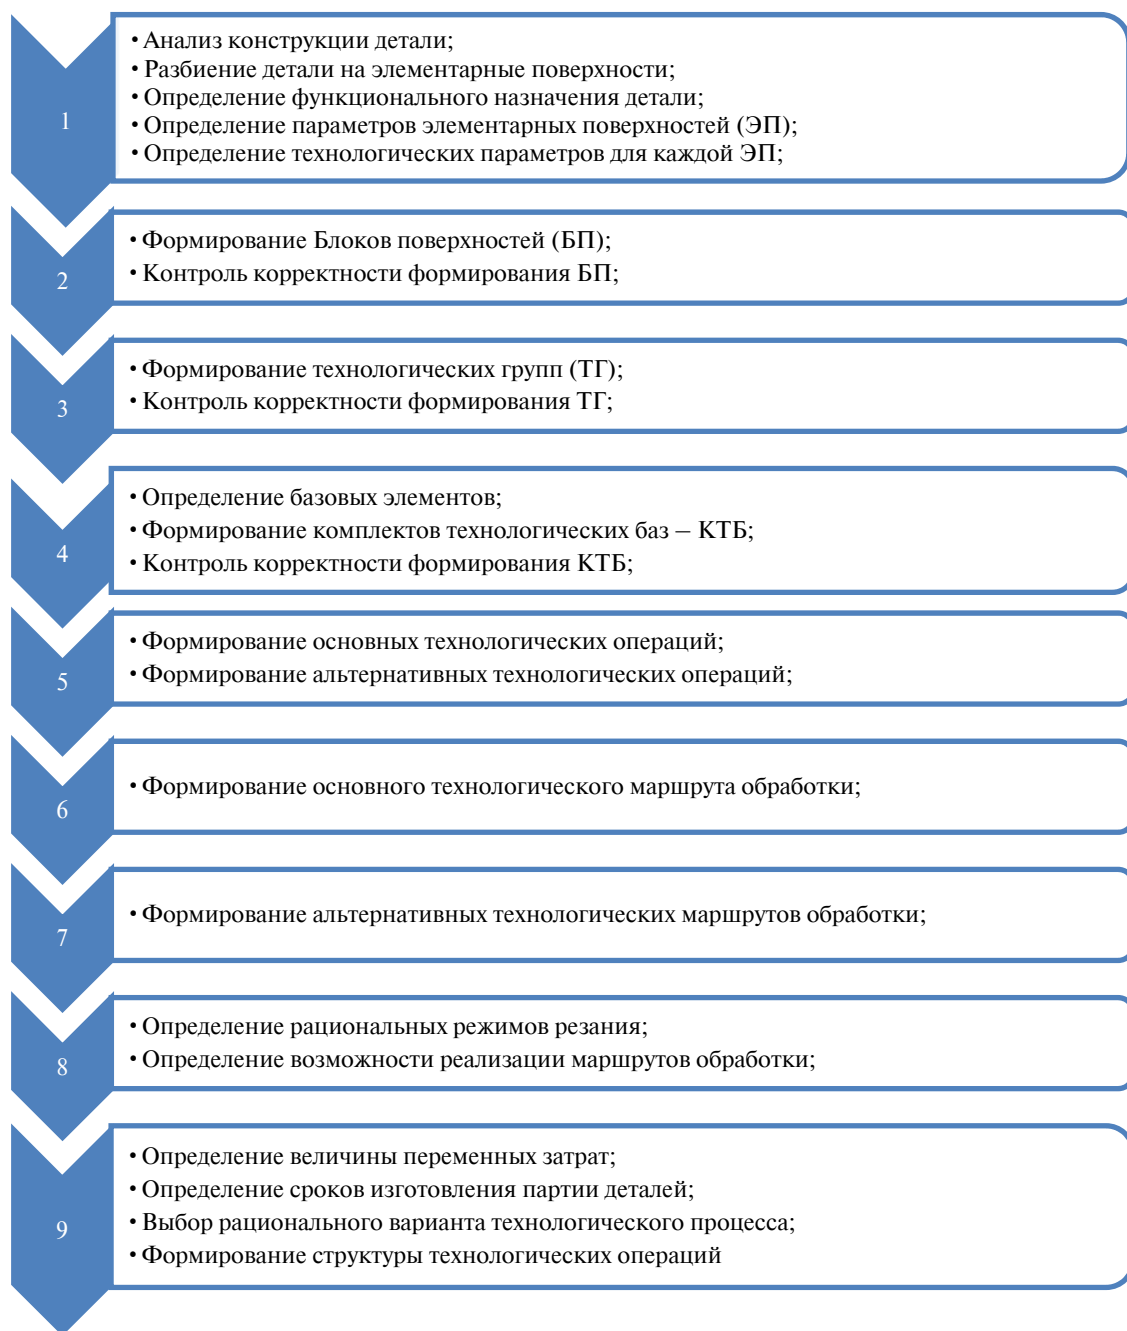 1
• Анализ конструкции детали;
• Разбиение детали на элементарные поверхности;
• Определение функционального назначения детали;
• Определение параметров элементарных поверхностей (ЭП);
• Определение технологических параметров для каждой ЭП;
2
• Формирование Блоков поверхностей (БП);
• Контроль корректности формирования БП;
3
• Формирование технологических групп (ТГ);
• Контроль корректности формирования ТГ;
4
• Определение базовых элементов;
• Формирование комплектов технологических баз – КТБ;
• Контроль корректности формирования КТБ;
5
• Формирование основных технологических операций;
• Формирование альтернативных технологических операций;
6
• Формирование основного технологического маршрута обработки;
7
• Формирование альтернативных технологических маршрутов обработки;
8
• Определение рациональных режимов резания;
• Определение возможности реализации маршрутов обработки;
9
• Определение величины переменных затрат;
• Определение сроков изготовления партии деталей;
• Выбор рационального варианта технологического процесса;
• Формирование структуры технологических операций